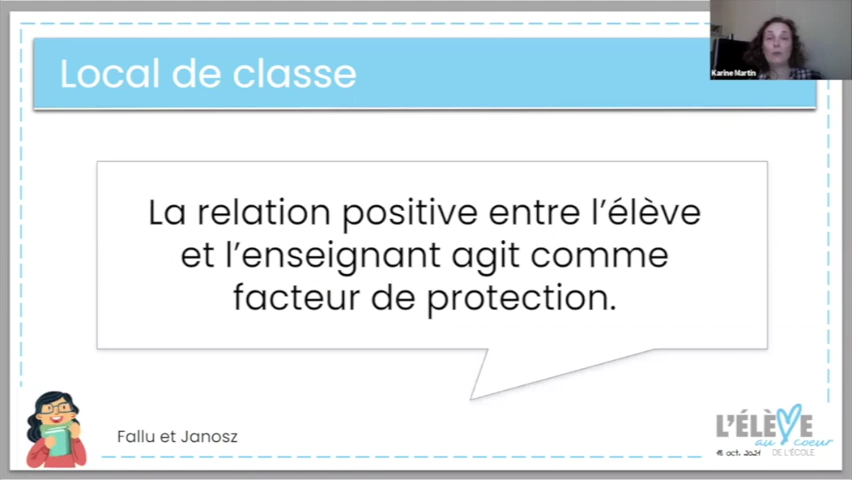 Local de classe
Karine Martin
La relation positive entre l’élève
et l’enseignant agit comme
facteur de protection.
Fallu et Janosz
L’ÉLÈVE
au coeur
oct. 2021 DE L’ÉCOLE